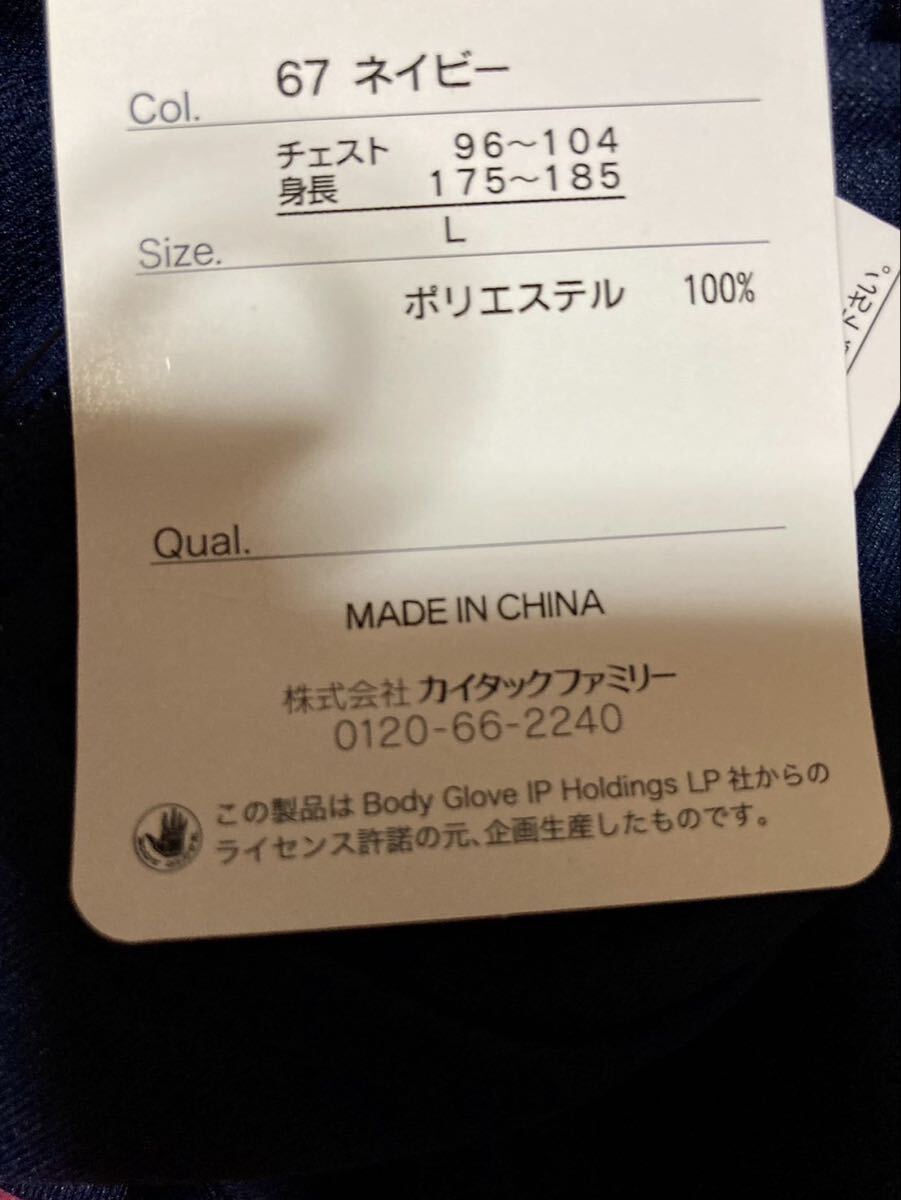 67 ネイビー
Col.
チェスト 96〜104
身長 175〜185
L
Size.
ポリエステル 100%
Qual.
MADE IN CHINA
株式会社 カイタックファミリー
0120-66-2240
この製品は Body Glove IP Holdings LP 社からの
ライセンス許諾の元、企画生産したものです。